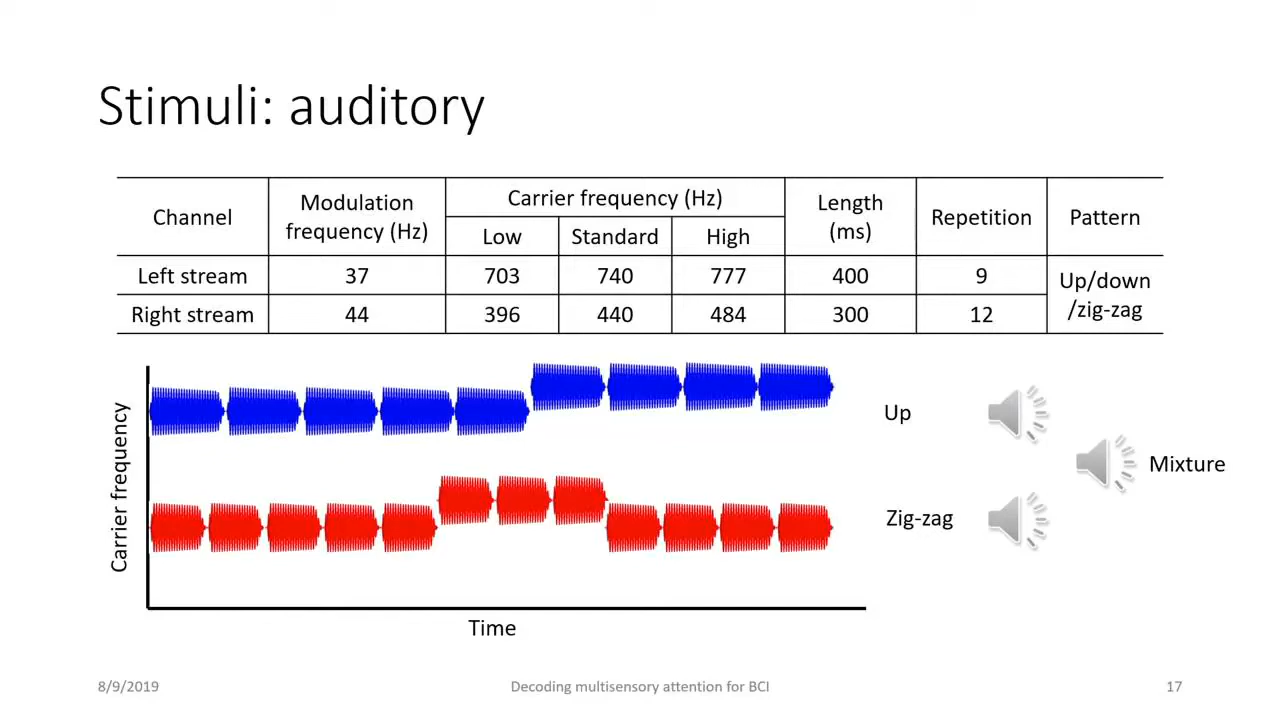 Stimuli: auditory
Channel
Modulation
frequency (Hz)
Carrier frequency (Hz)
Low Standard High
Length
(ms)
Repetition
Pattern
Left stream 37 703 740 777 400 9
Right stream 44 396 440 484 300 12
Up/down
/zig-zag
Carrier frequency
Up
Mixture
Zig-zag
Time
8/9/2019 Decoding multisensory attention for BCI 17